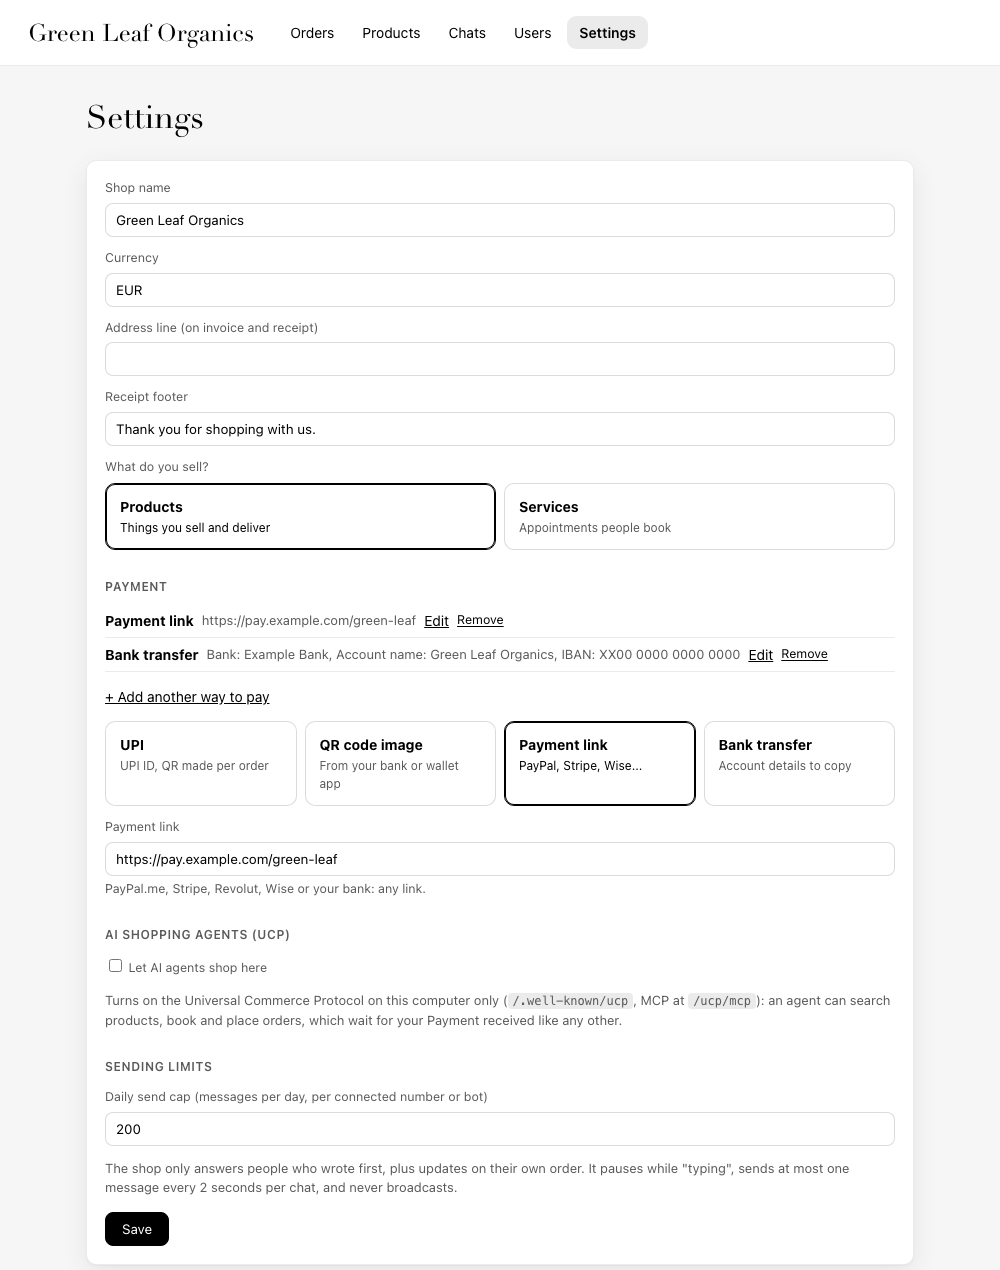 Green Leaf Organics
Orders
Products
Chats
Users
Settings
Settings
Shop name
Green Leaf Organics
Currency
EUR
Address line (on invoice and receipt)
Receipt footer
Thank you for shopping with us.
What do you sell?
Products
Things you sell and deliver
Services
Appointments people book
PAYMENT
Payment link https://pay.example.com/green-leaf Edit Remove
Bank transfer Bank: Example Bank, Account name: Green Leaf Organics, IBAN: XX00 0000 0000 0000 Edit Remove
+ Add another way to pay
UPI
UPI ID, QR made per order
QR code image
From your bank or wallet
app
Payment link
PayPal, Stripe, Wise...
Bank transfer
Account details to copy
Payment link
https://pay.example.com/green-leaf
PayPal.me, Stripe, Revolut, Wise or your bank: any link.
AI SHOPPING AGENTS (UCP)
Let AI agents shop here
Turns on the Universal Commerce Protocol on this computer only ( /.well-known/ucp , MCP at /ucp/mcp ): an agent can search
products, book and place orders, which wait for your Payment received like any other.
SENDING LIMITS
Daily send cap (messages per day, per connected number or bot)
200
The shop only answers people who wrote first, plus updates on their own order. It pauses while "typing", sends at most one
message every 2 seconds per chat, and never broadcasts.
Save